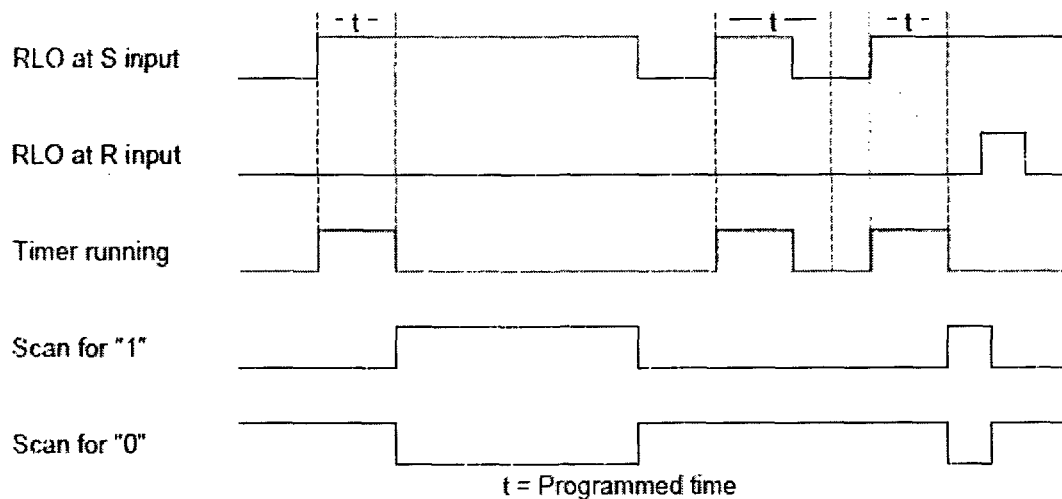 - t -
— t —
- t -
RLO at S input
RLO at R input
Timer running
Scan for "1"
Scan for "0"
t = Programmed time